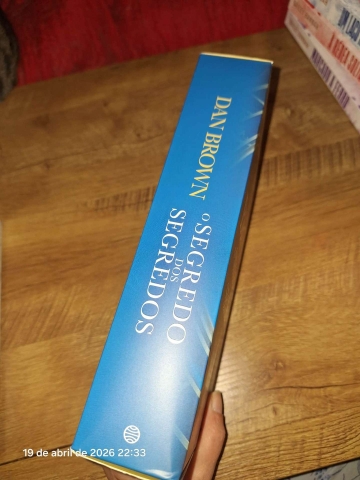 DAN BROWN
O SEGREDO
DOS
SEGREDOS
19 de abril de 2026 22:33